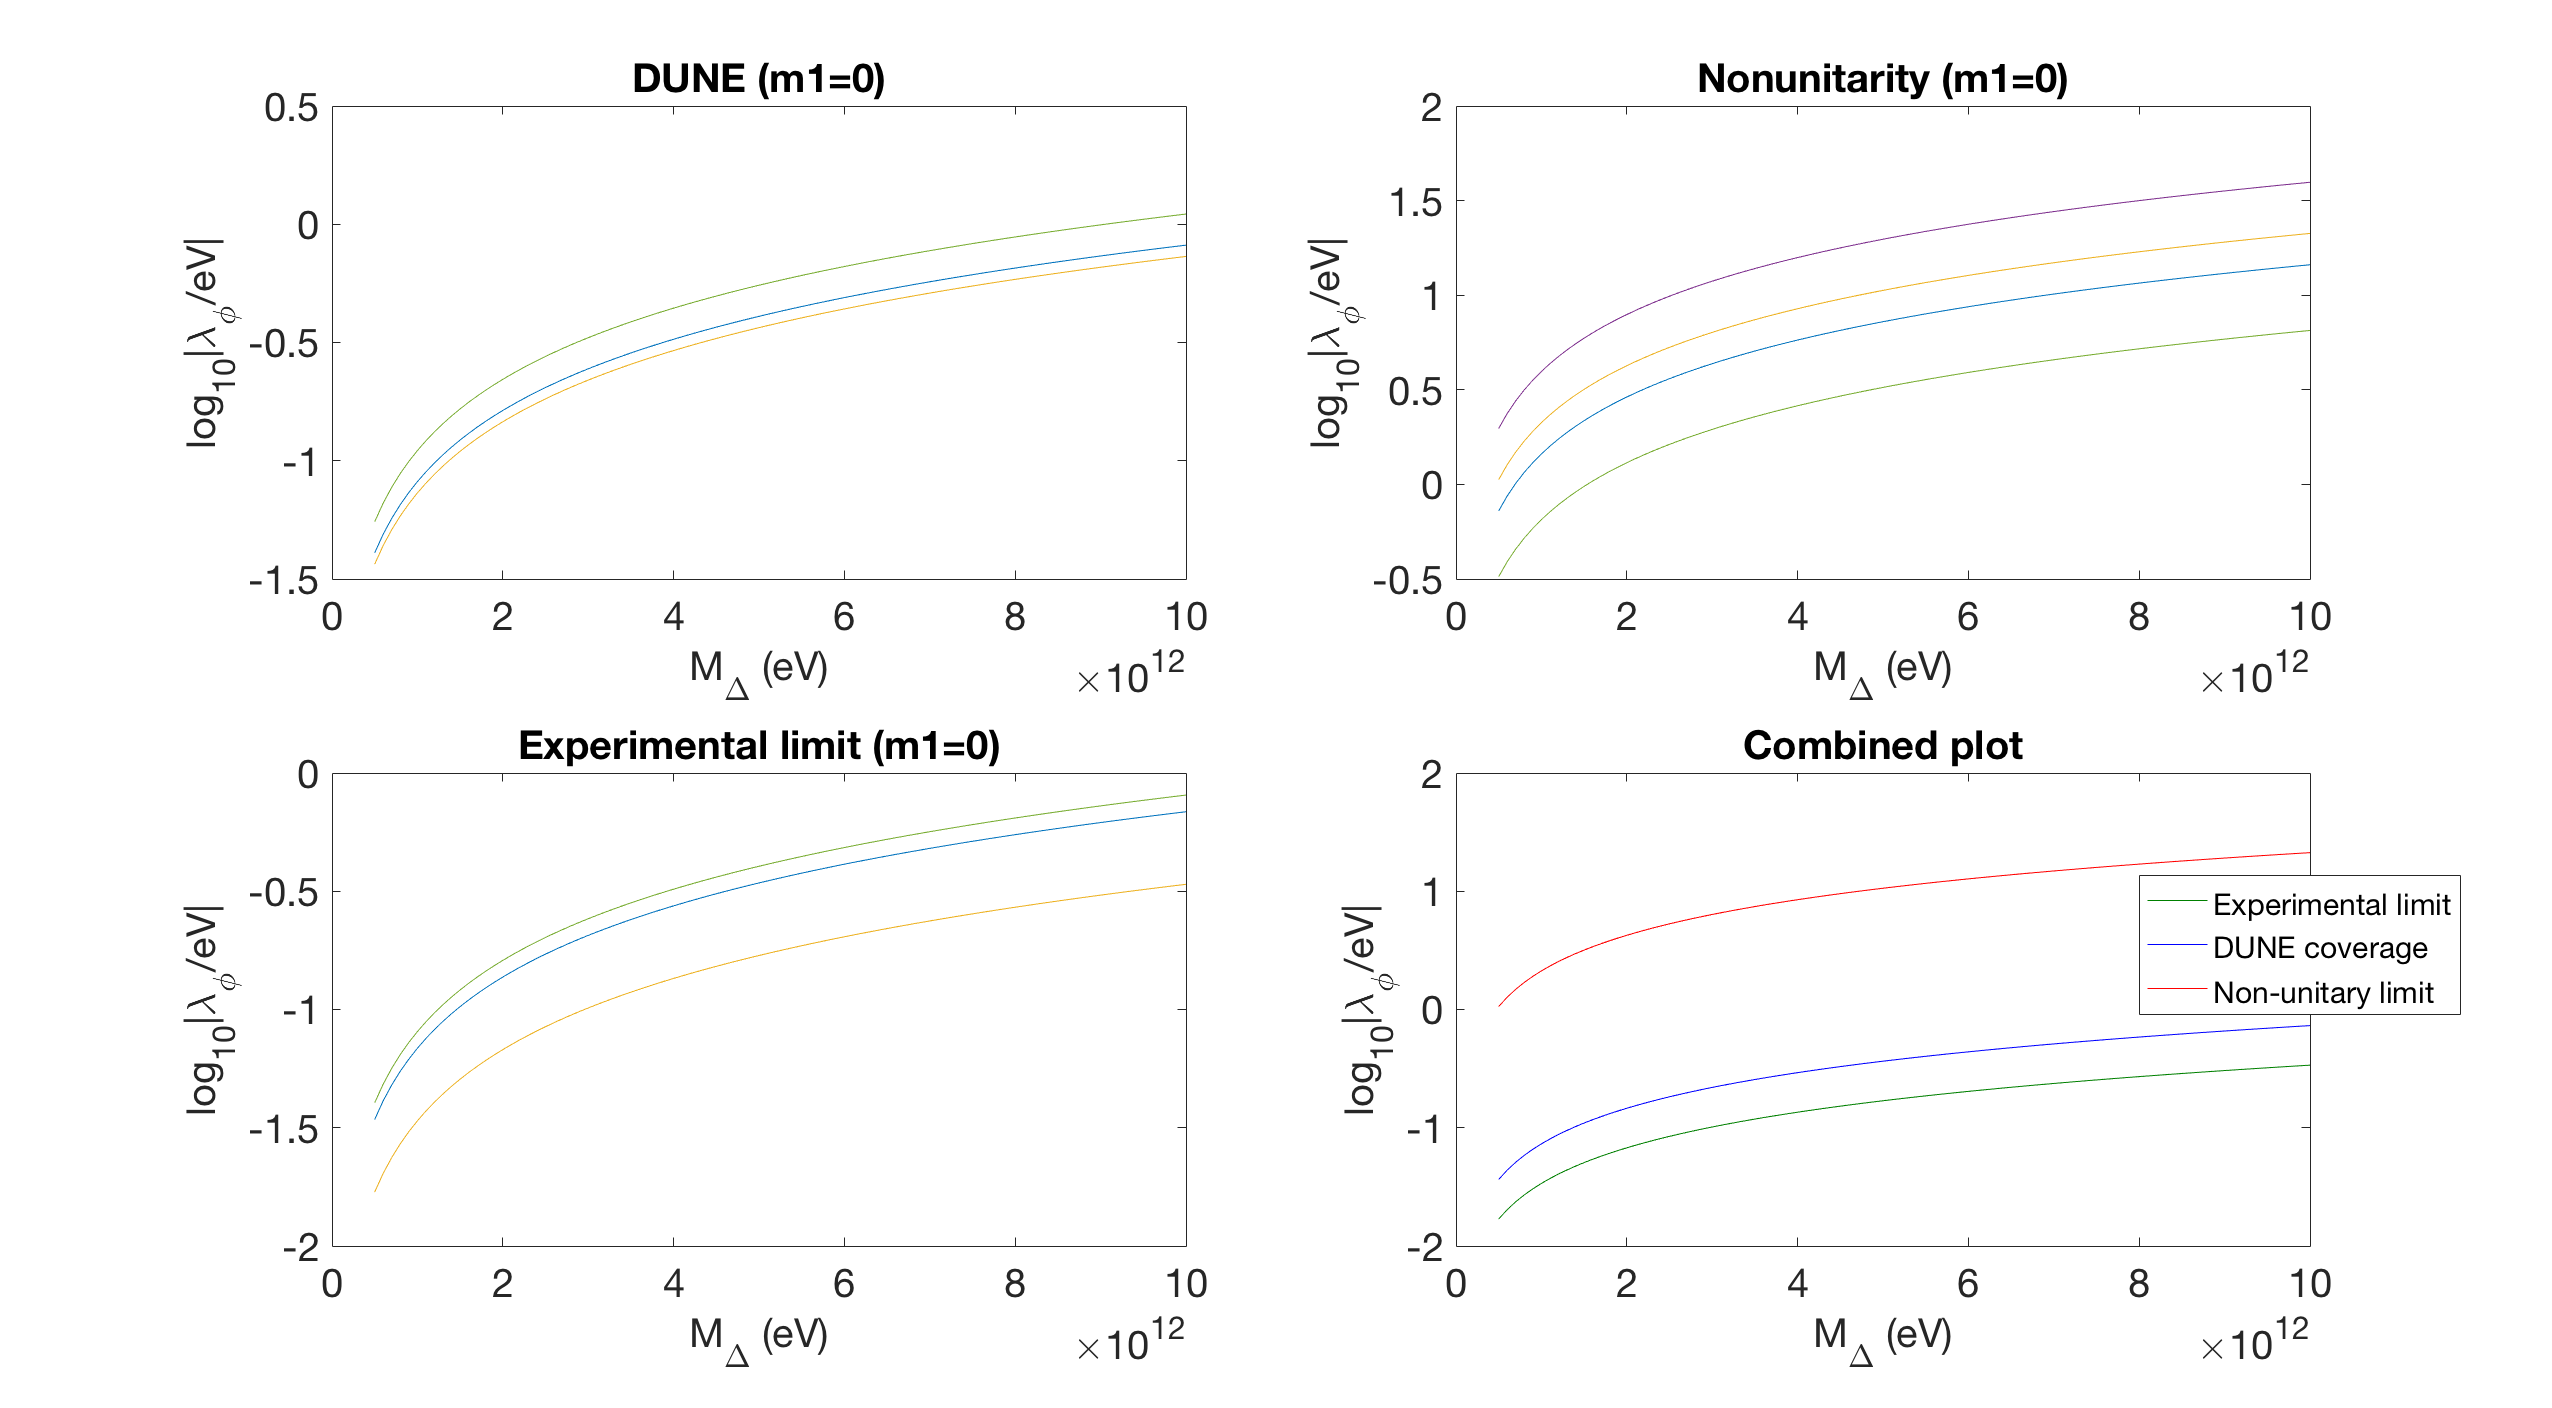 DUNE (m1=0)
0.5
0
-0.5
-1
-1.5
log10|λϕ/eV|
0 2 4 6 8 10
MΔ (eV)
×10^12
Nonunitarity (m1=0)
2
1.5
1
0.5
0
-0.5
log10|λϕ/eV|
0 2 4 6 8 10
MΔ (eV)
×10^12
Experimental limit (m1=0)
0
-0.5
-1
-1.5
-2
log10|λϕ/eV|
0 2 4 6 8 10
MΔ (eV)
×10^12
Combined plot
2
1
0
-1
-2
log10|λϕ/eV|
0 2 4 6 8 10
MΔ (eV)
×10^12
Experimental limit
DUNE coverage
Non-unitary limit